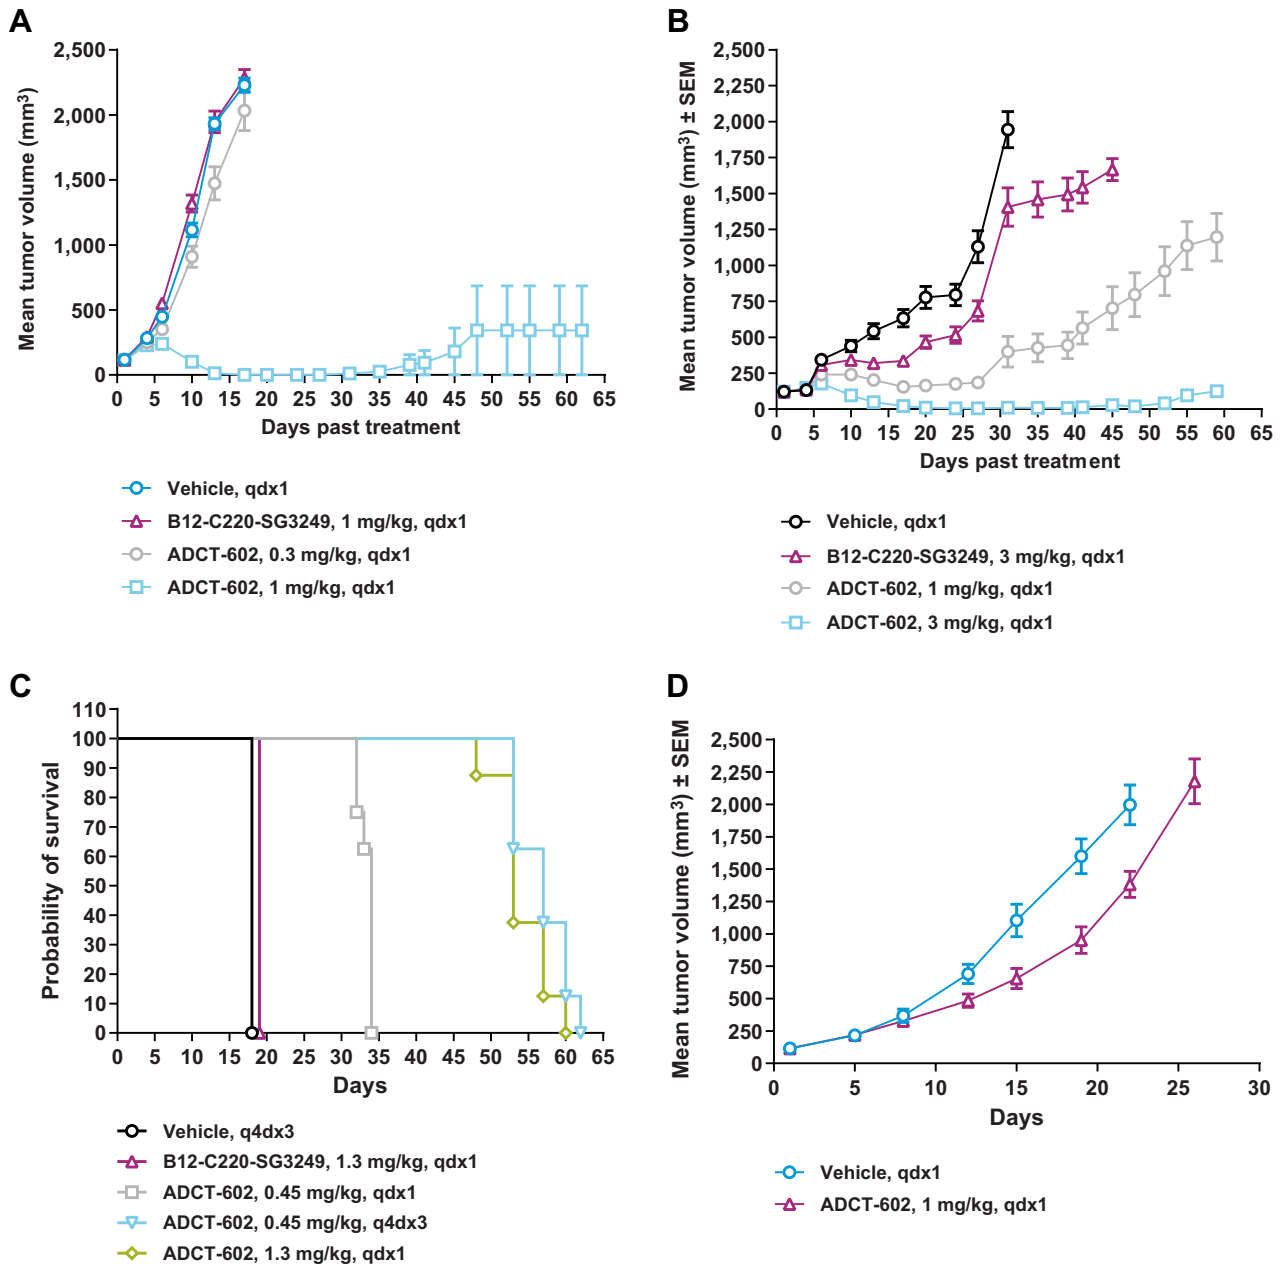 A
Mean tumor volume (mm³)
2,500
2,000
1,500
1,000
500
0
0 5 10 15 20 25 30 35 40 45 50 55 60 65
Days past treatment
Vehicle, qdx1
B12-C220-SG3249, 1 mg/kg, qdx1
ADCT-602, 0.3 mg/kg, qdx1
ADCT-602, 1 mg/kg, qdx1
B
Mean tumor volume (mm³) ± SEM
2,500
2,250
2,000
1,750
1,500
1,250
1,000
750
500
250
0
0 5 10 15 20 25 30 35 40 45 50 55 60 65
Days past treatment
Vehicle, qdx1
B12-C220-SG3249, 3 mg/kg, qdx1
ADCT-602, 1 mg/kg, qdx1
ADCT-602, 3 mg/kg, qdx1
C
Probability of survival
110
100
90
80
70
60
50
40
30
20
10
0
0 5 10 15 20 25 30 35 40 45 50 55 60 65
Days
Vehicle, q4dx3
B12-C220-SG3249, 1.3 mg/kg, qdx1
ADCT-602, 0.45 mg/kg, qdx1
ADCT-602, 0.45 mg/kg, q4dx3
ADCT-602, 1.3 mg/kg, qdx1
D
Mean tumor volume (mm³) ± SEM
2,500
2,250
2,000
1,750
1,500
1,250
1,000
750
500
250
0
0 5 10 15 20 25 30
Days
Vehicle, qdx1
ADCT-602, 1 mg/kg, qdx1